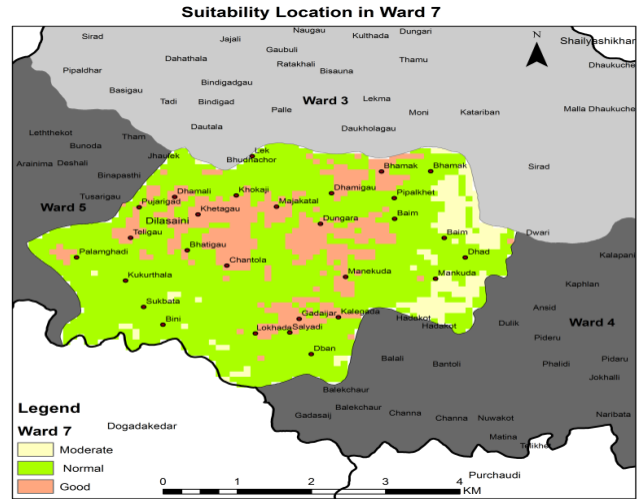 Suitability Location in Ward 7
Naugau
Dungari
Sirad
Jajali
Kulthada
N
Shailyashikhar
Gaubuli
Dahathala
Ratakhali
Thamu
Dhaukuche
Pipaldhar
Bisauna
Bindigadgau
Basigau
Tadi
Bindigad
Ward 3
Lekma
Palle
Moni
Katariban
Malla Dhaukuche
Dautala
Daukholagau
Leththekot
Tham
Bunoda
Lek
Jhaulek
Bhudnachor
Arainima
Deshali
Bhamak
Bhamak
Sirad
Binapasthi
Tusarigau
Dhamali
Khokaji
Dhamigau
Pipalkhet
Pujarigad
Majakatal
Ward 5
Khetagau
Dilasaini
Dungara
Baim
Teligau
Baim
Dwari
Bhatigau
Palamghadi
Chantola
Dhad
Kalapani
Kukurthala
Manekuda
Mankuda
Kaphlan
Sukbata
Ansid
Bini
Gadaijar
Kalegada
Hadakot
Hadakot
Dulik
Ward 4
Lokhada
Salyadi
Pideru
Dban
Balali
Bantoli
Phalidi
Pidaru
Jokhalli
Balekchaur
Legend
Balekchaur
Gadasaij
Channa
Channa
Nuwakot
Naribata
Dogadakedar
Ward 7
Matina
Moderate
Normal
Purchaudi
Good
0 1 2 3 4
KM